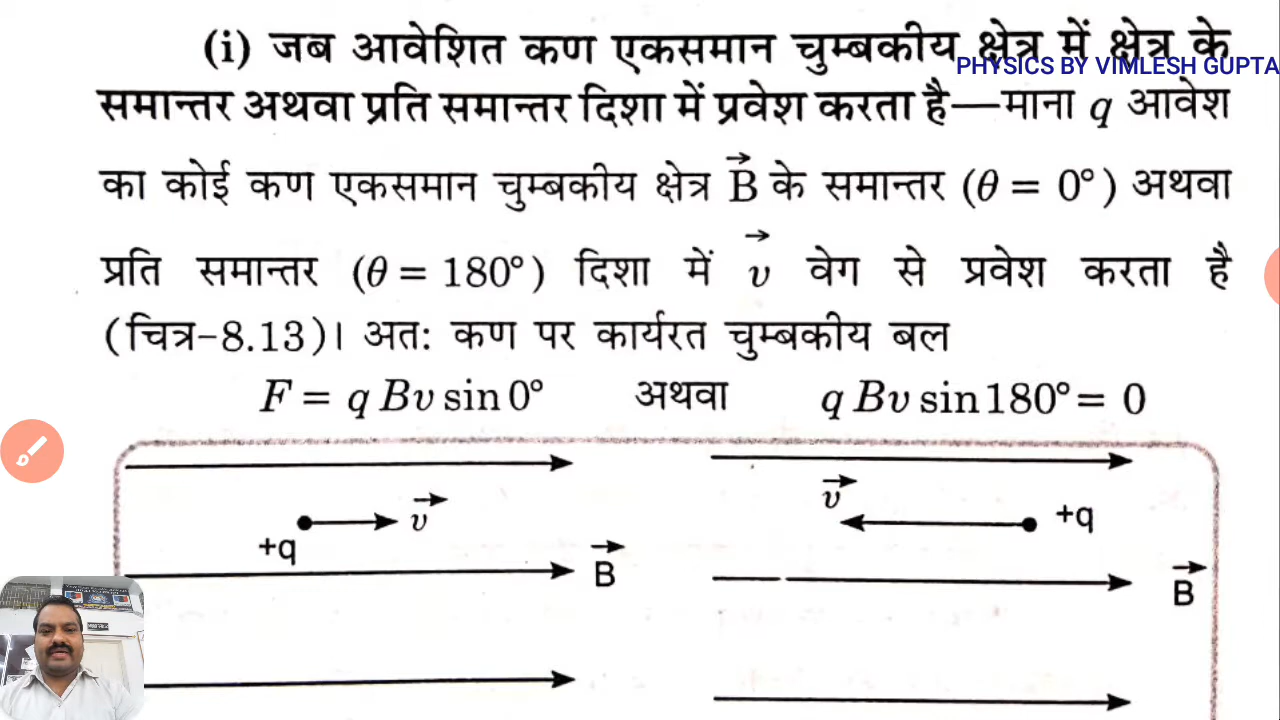 (i) जब आवेशित कण एकसमान चुम्बकीय क्षेत्र में क्षेत्र के
PHYSICS BY VIMLESH GUPTA
समान्तर अथवा प्रति समान्तर दिशा में प्रवेश करता है—माना q आवेश
का कोई कण एकसमान चुम्बकीय क्षेत्र B⃗ के समान्तर (θ = 0°) अथवा
प्रति समान्तर (θ = 180°) दिशा में v⃗ वेग से प्रवेश करता है
(चित्र-8.13)। अतः कण पर कार्यरत चुम्बकीय बल
F = q Bv sin 0° अथवा q Bv sin 180° = 0
v⃗
+q
B⃗
v⃗
+q
B⃗